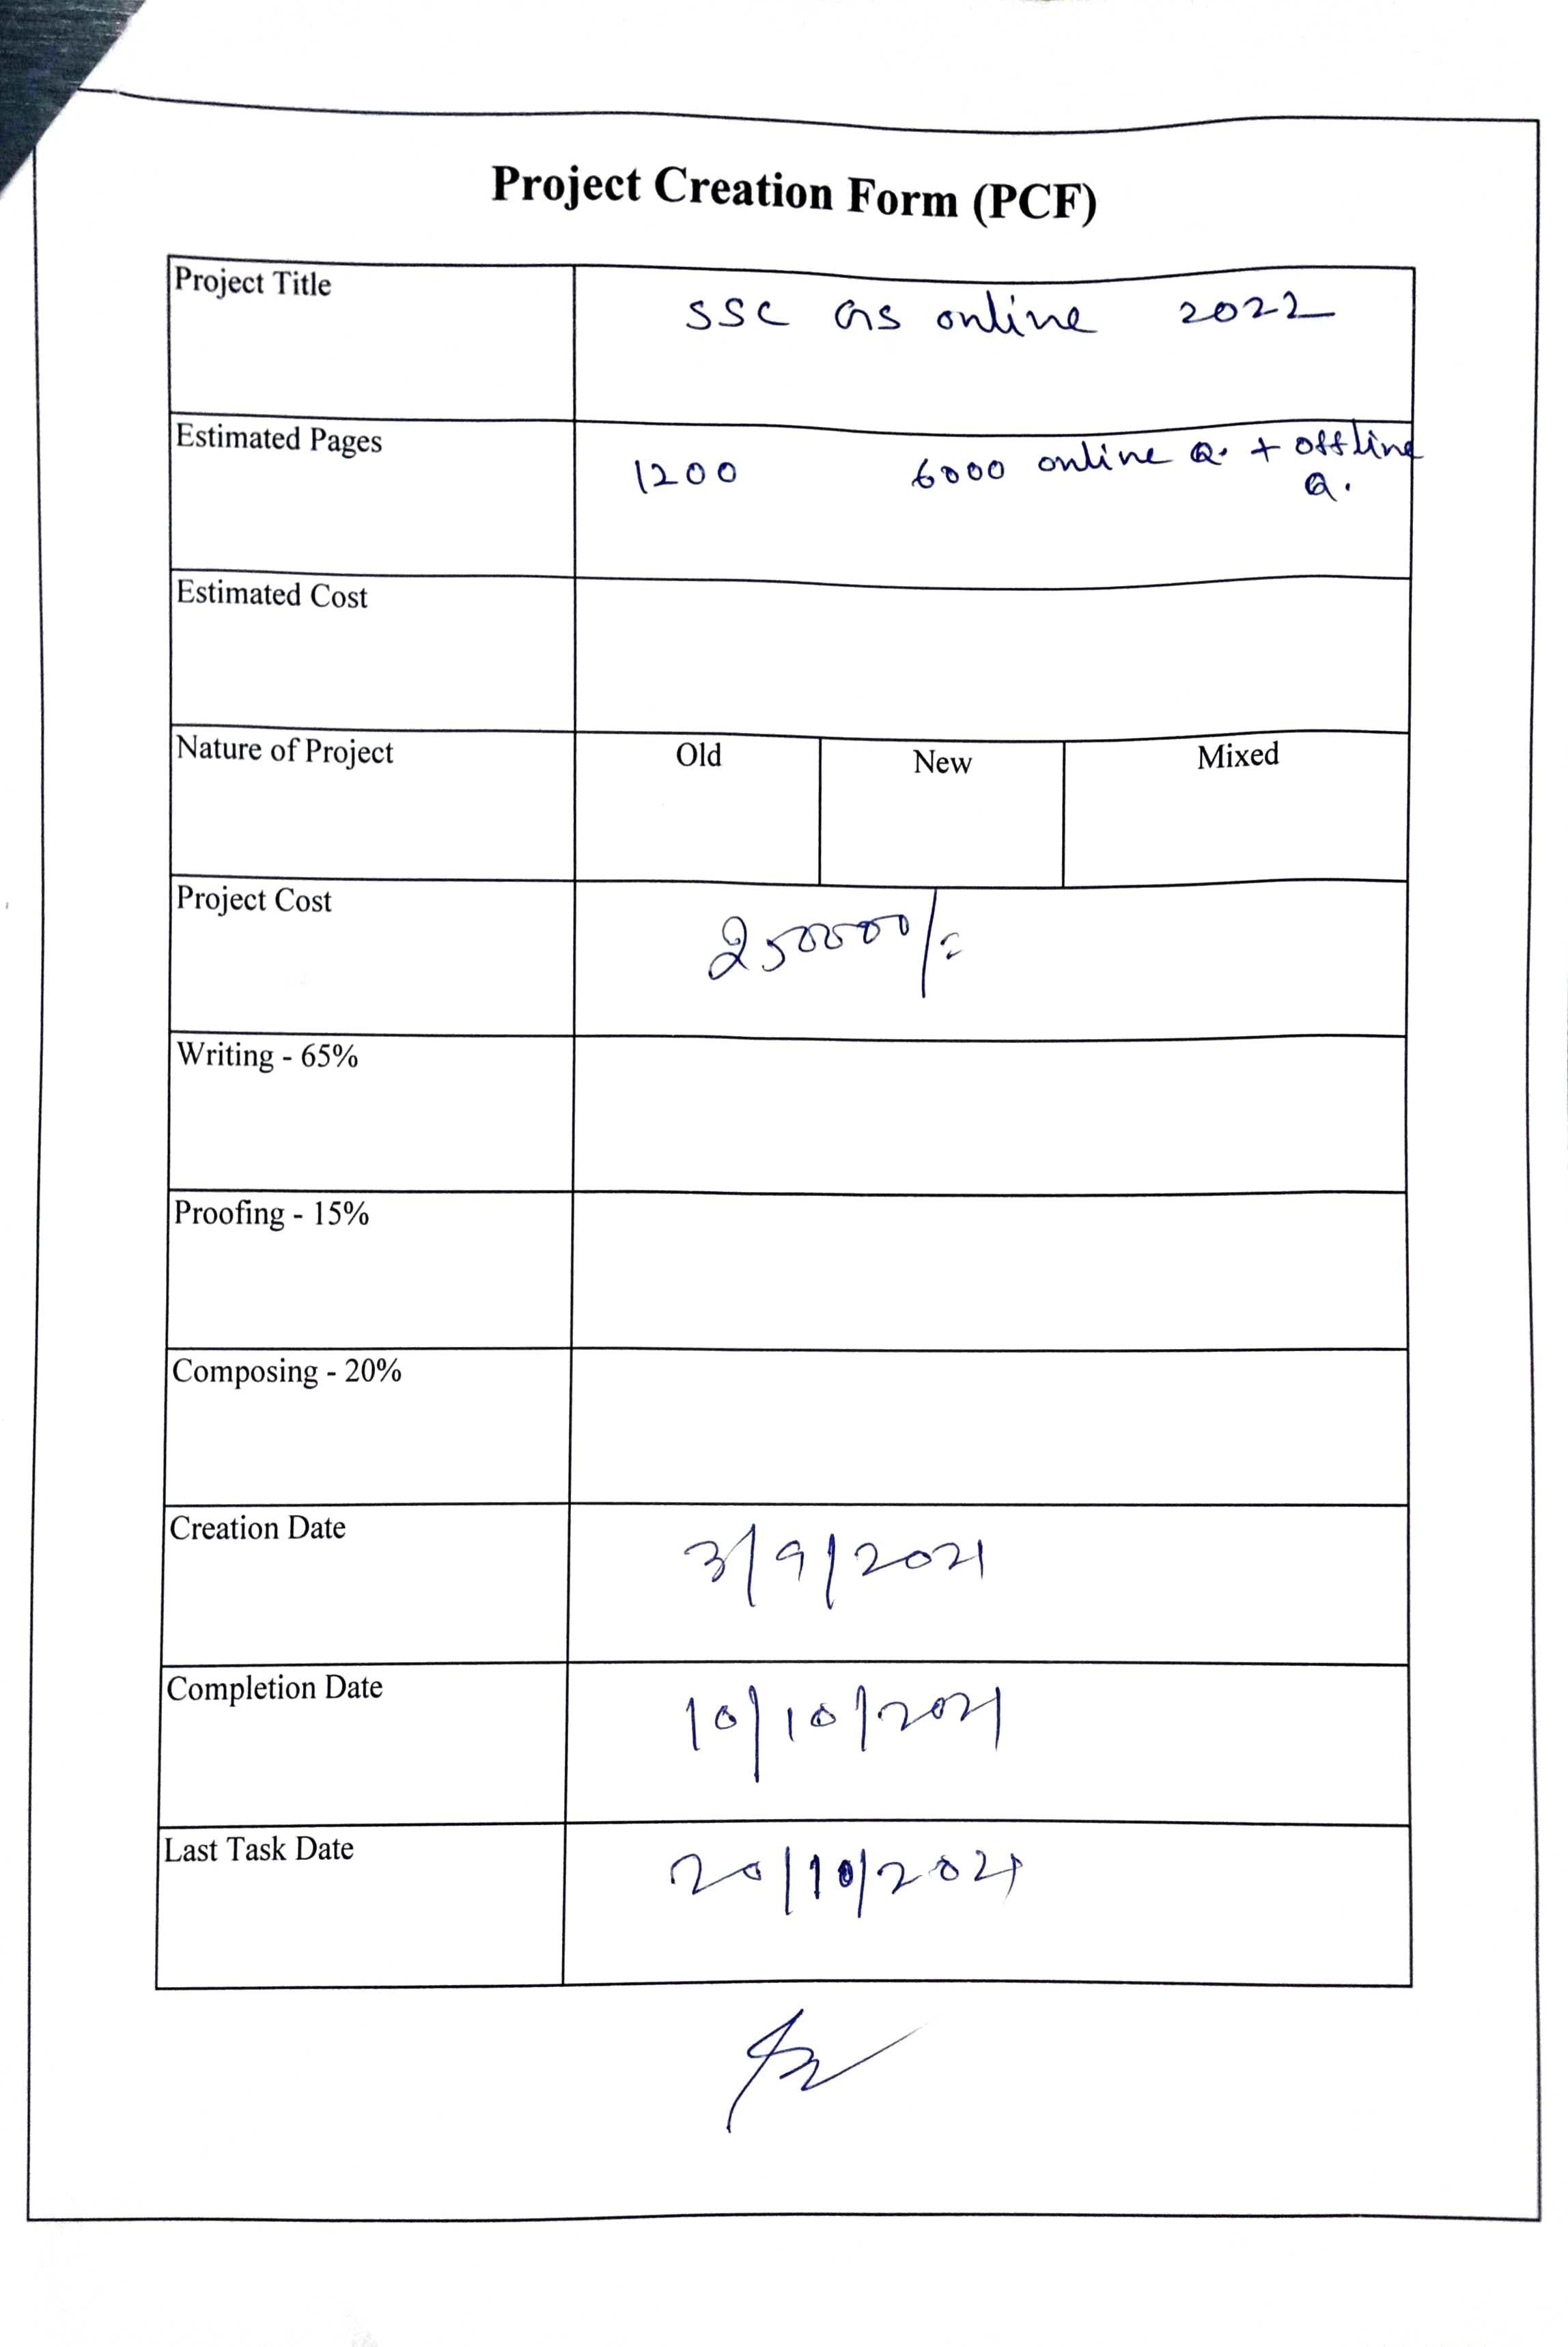 Project Creation Form (PCF)
Project Title
SSC GS online 2022
Estimated Pages
1200 6000 online Q. + offline
Q.
Estimated Cost
Nature of Project
Old New Mixed
Project Cost
250000/=
Writing - 65%
Proofing - 15%
Composing - 20%
Creation Date
3/9/2021
Completion Date
10/10/2021
Last Task Date
20/10/2021